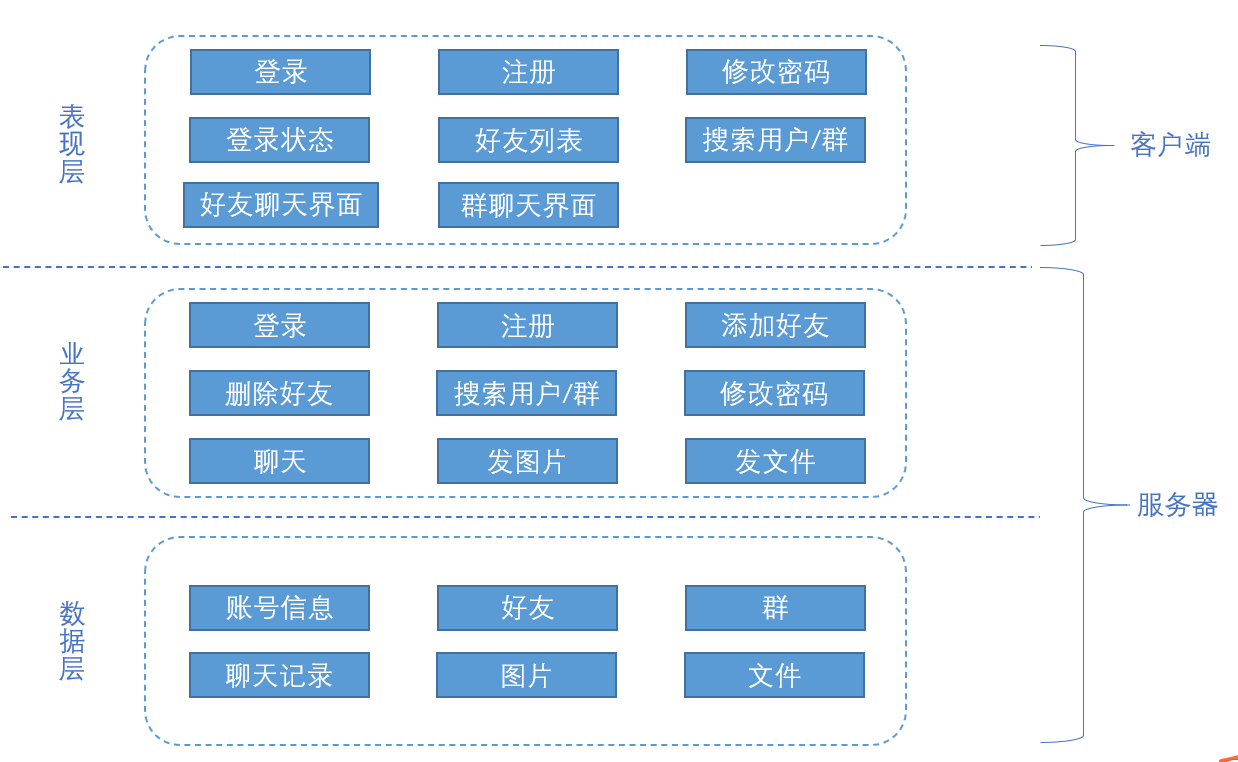 登录
注册
修改密码
表现层
登录状态
好友列表
搜索用户/群
客户端
好友聊天界面
群聊天界面
登录
注册
添加好友
业务层
删除好友
搜索用户/群
修改密码
聊天
发图片
发文件
服务器
账号信息
好友
群
数据层
聊天记录
图片
文件